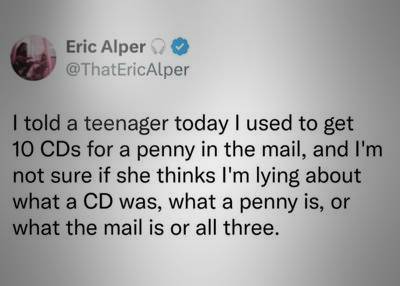 Eric Alper
@ThatEricAlper
I told a teenager today I used to get
10 CDs for a penny in the mail, and I'm
not sure if she thinks I'm lying about
what a CD was, what a penny is, or
what the mail is or all three.